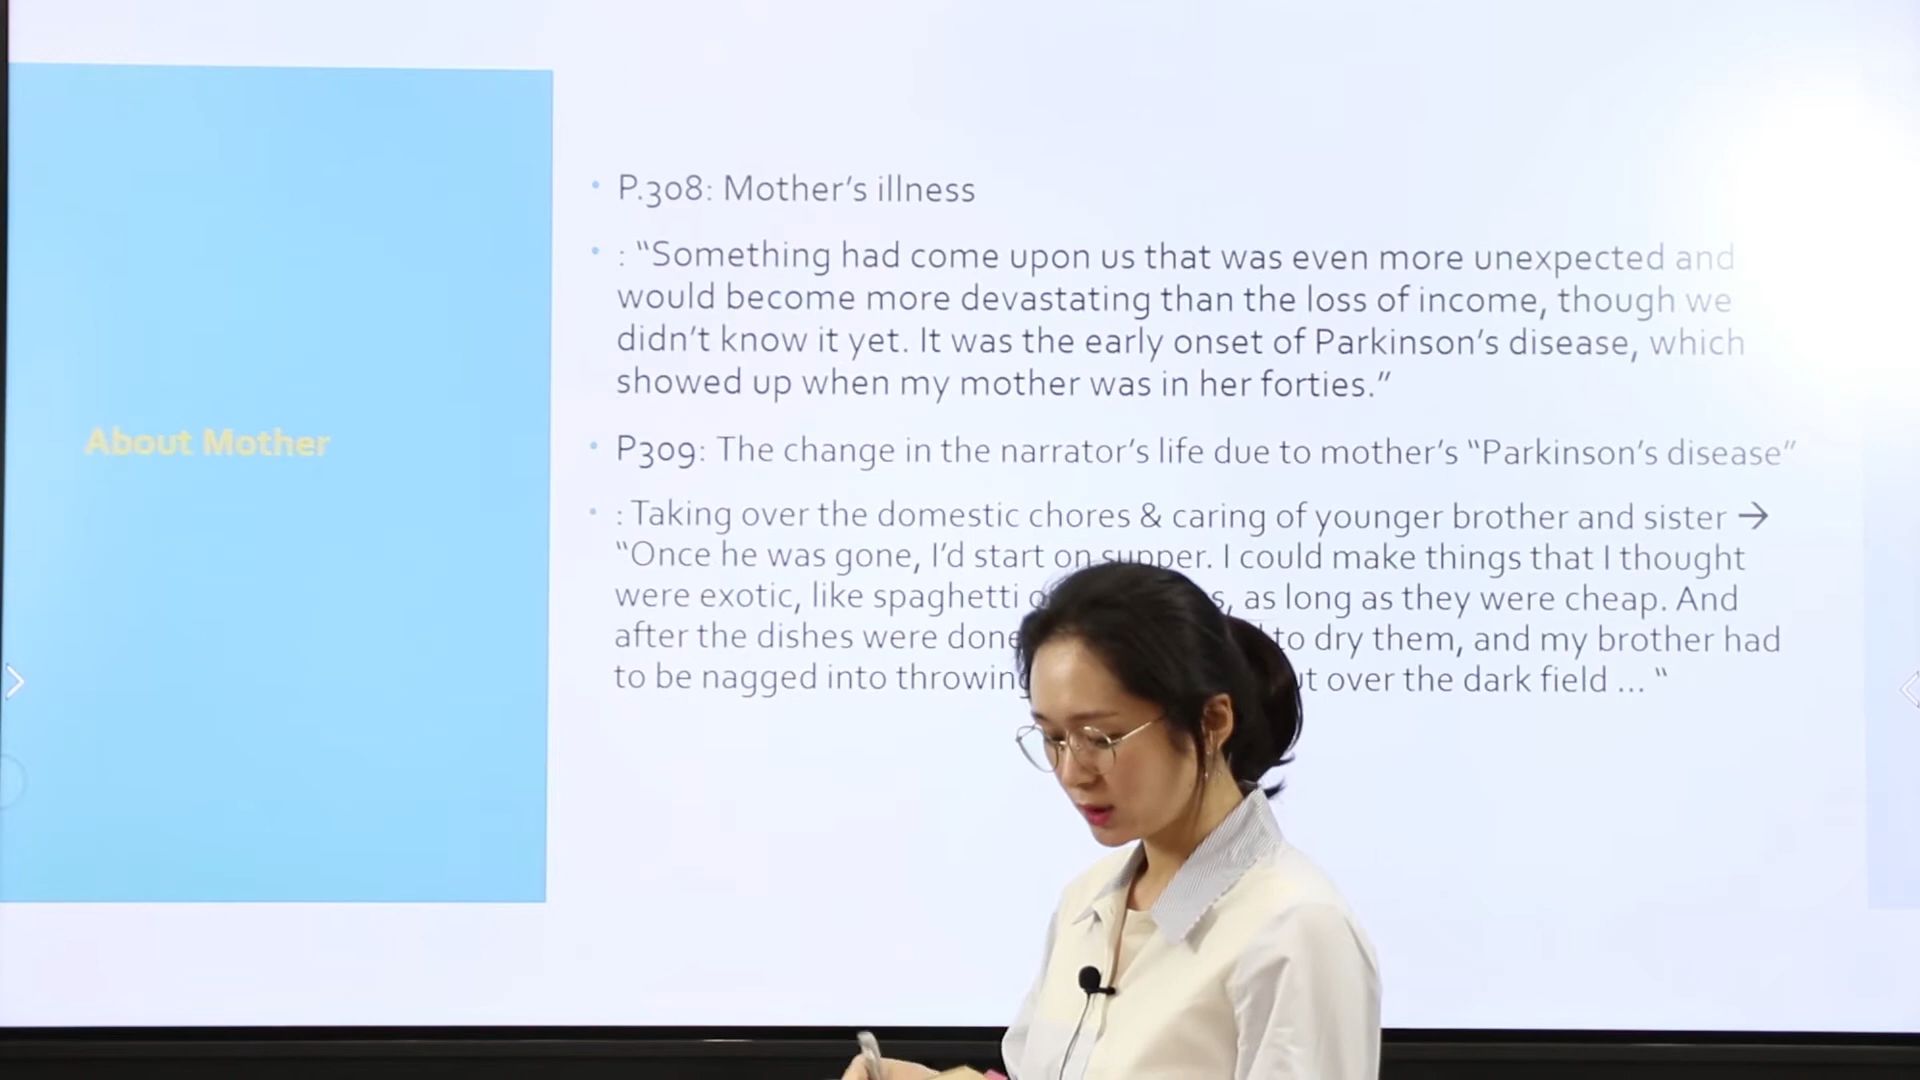 About Mother
• P.308: Mother's illness
• : “Something had come upon us that was even more unexpected and
would become more devastating than the loss of income, though we
didn't know it yet. It was the early onset of Parkinson's disease, which
showed up when my mother was in her forties.”
• P309: The change in the narrator's life due to mother's “Parkinson's disease”
• : Taking over the domestic chores & caring of younger brother and sister →
“Once he was gone, I'd start on supper. I could make things that I thought
were exotic, like spaghetti as long as they were cheap. And
after the dishes were done to dry them, and my brother had
to be nagged into over the dark field ... “